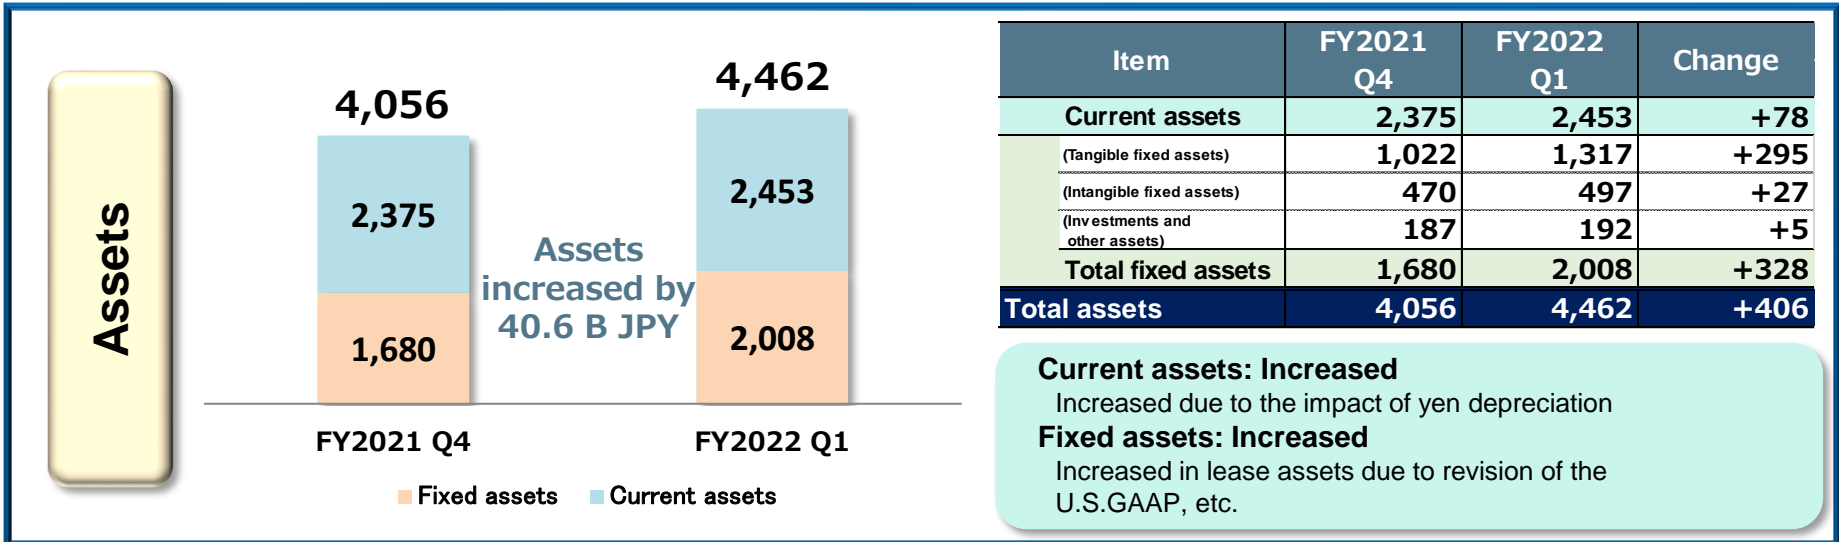 Assets
4,056
4,462
2,375
2,453
1,680
2,008
Assets
increased by
40.6 B JPY
FY2021 Q4
FY2022 Q1
Fixed assets
Current assets
Item FY2021 Q4 FY2022 Q1 Change
Current assets 2,375 2,453 +78
(Tangible fixed assets) 1,022 1,317 +295
(Intangible fixed assets) 470 497 +27
(Investments and other assets) 187 192 +5
Total fixed assets 1,680 2,008 +328
Total assets 4,056 4,462 +406
Current assets: Increased
Increased due to the impact of yen depreciation
Fixed assets: Increased
Increased in lease assets due to revision of the
U.S.GAAP, etc.